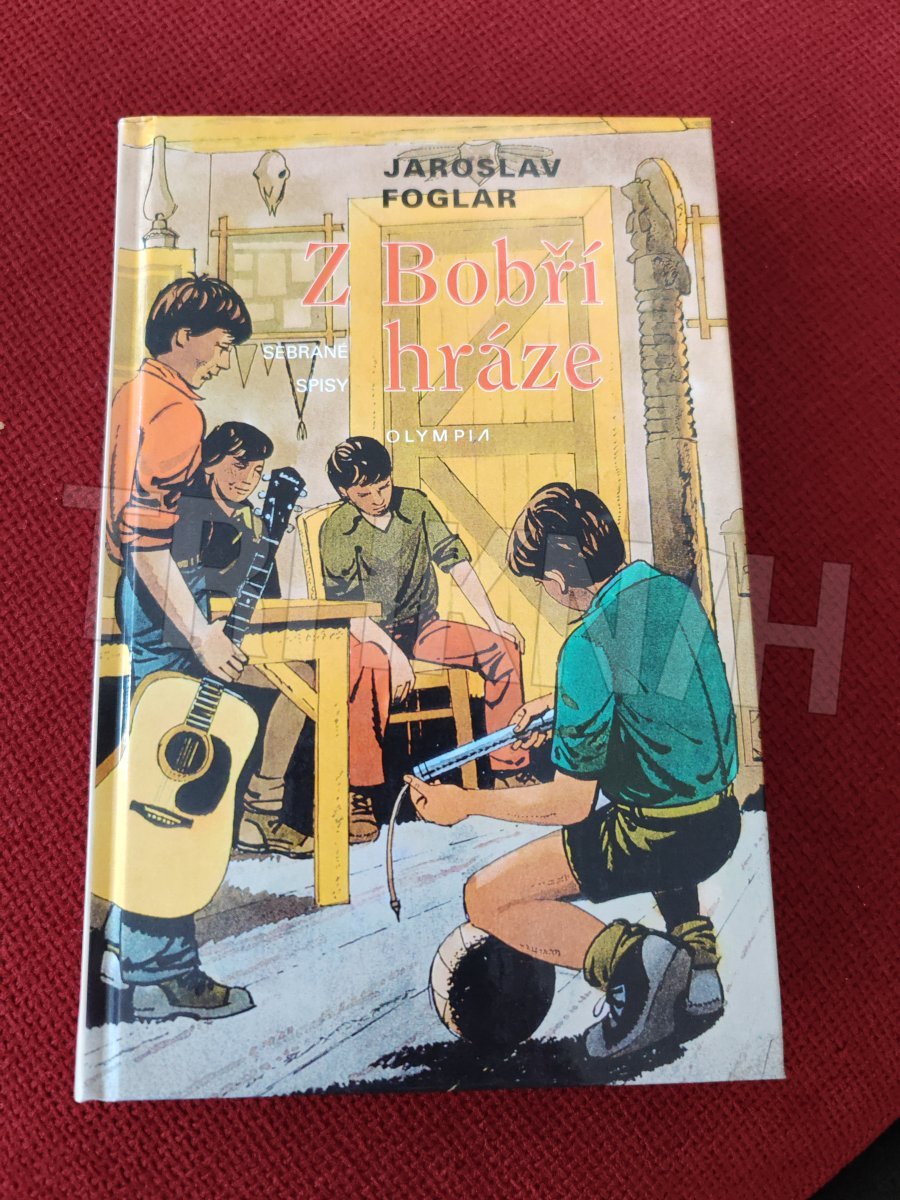 JAROSLAV
FOGLAR
Z Bobří
hráze
SEBRANÉ
SPISY
OLYMPIA